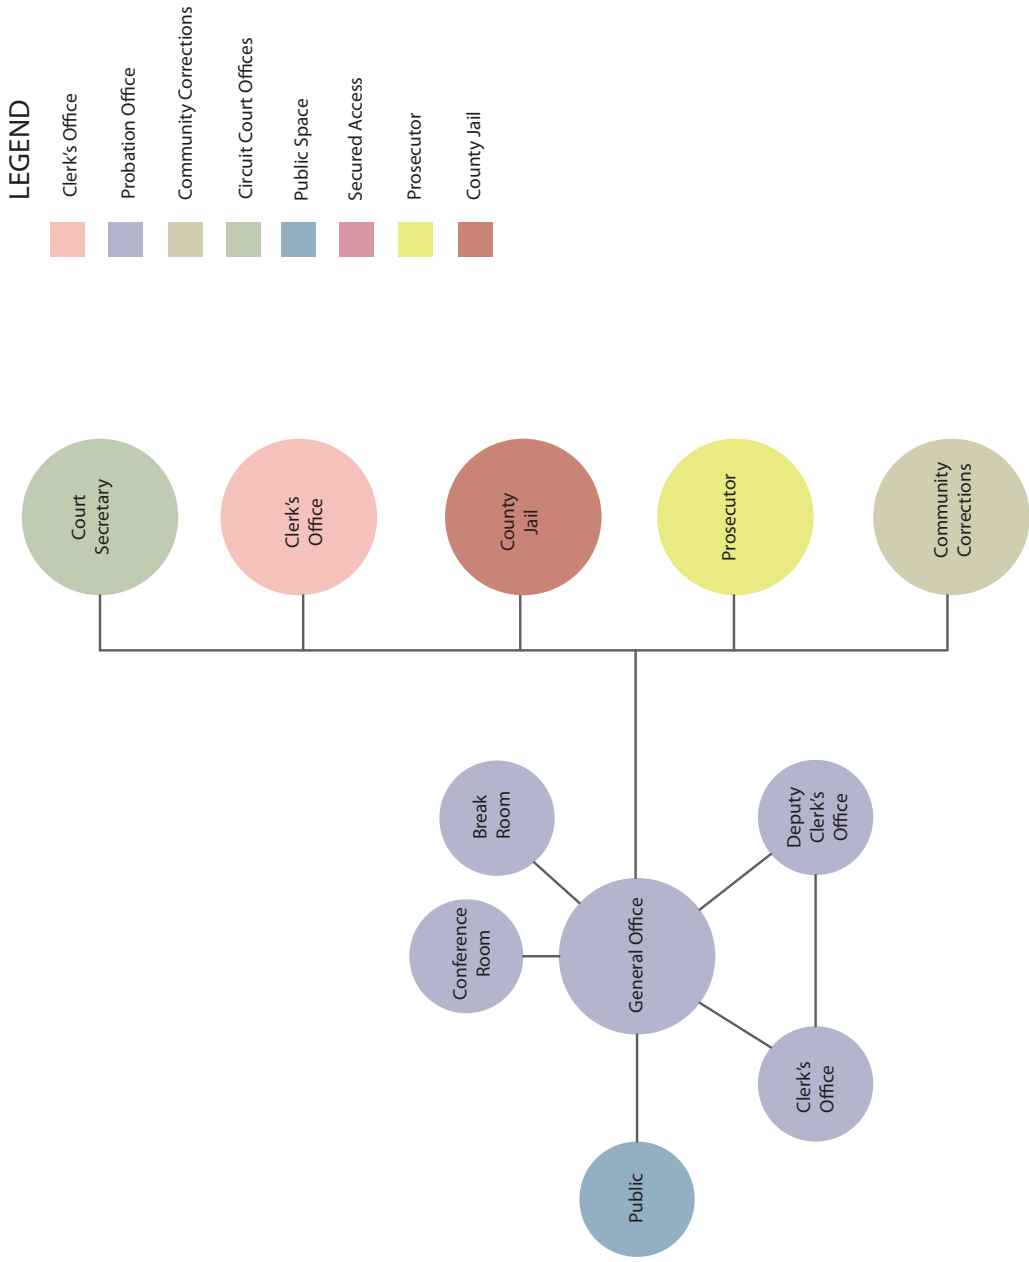 LEGEND
Clerk's Office
Probation Office
Community Corrections
Circuit Court Offices
Public Space
Secured Access
Prosecutor
County Jail
Court
Secretary
Clerk's
Office
County
Jail
Prosecutor
Community
Corrections
Break
Room
Conference
Room
General Office
Deputy
Clerk's
Office
Clerk's
Office
Public